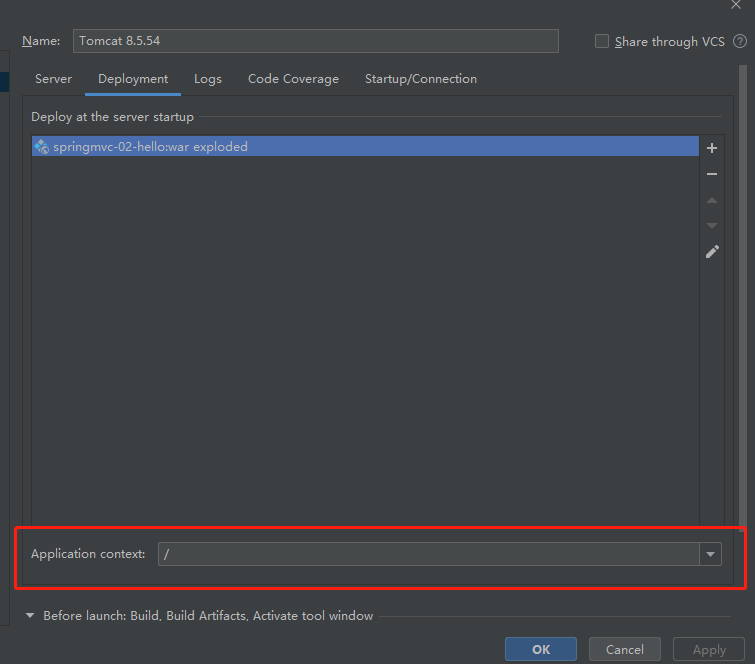 Name: Tomcat 8.5.54 Share through VCS ?
Server Deployment Logs Code Coverage Startup/Connection
Deploy at the server startup
springmvc-02-hello:war exploded
Application context: /
Before launch: Build, Build Artifacts, Activate tool window
OK Cancel Apply